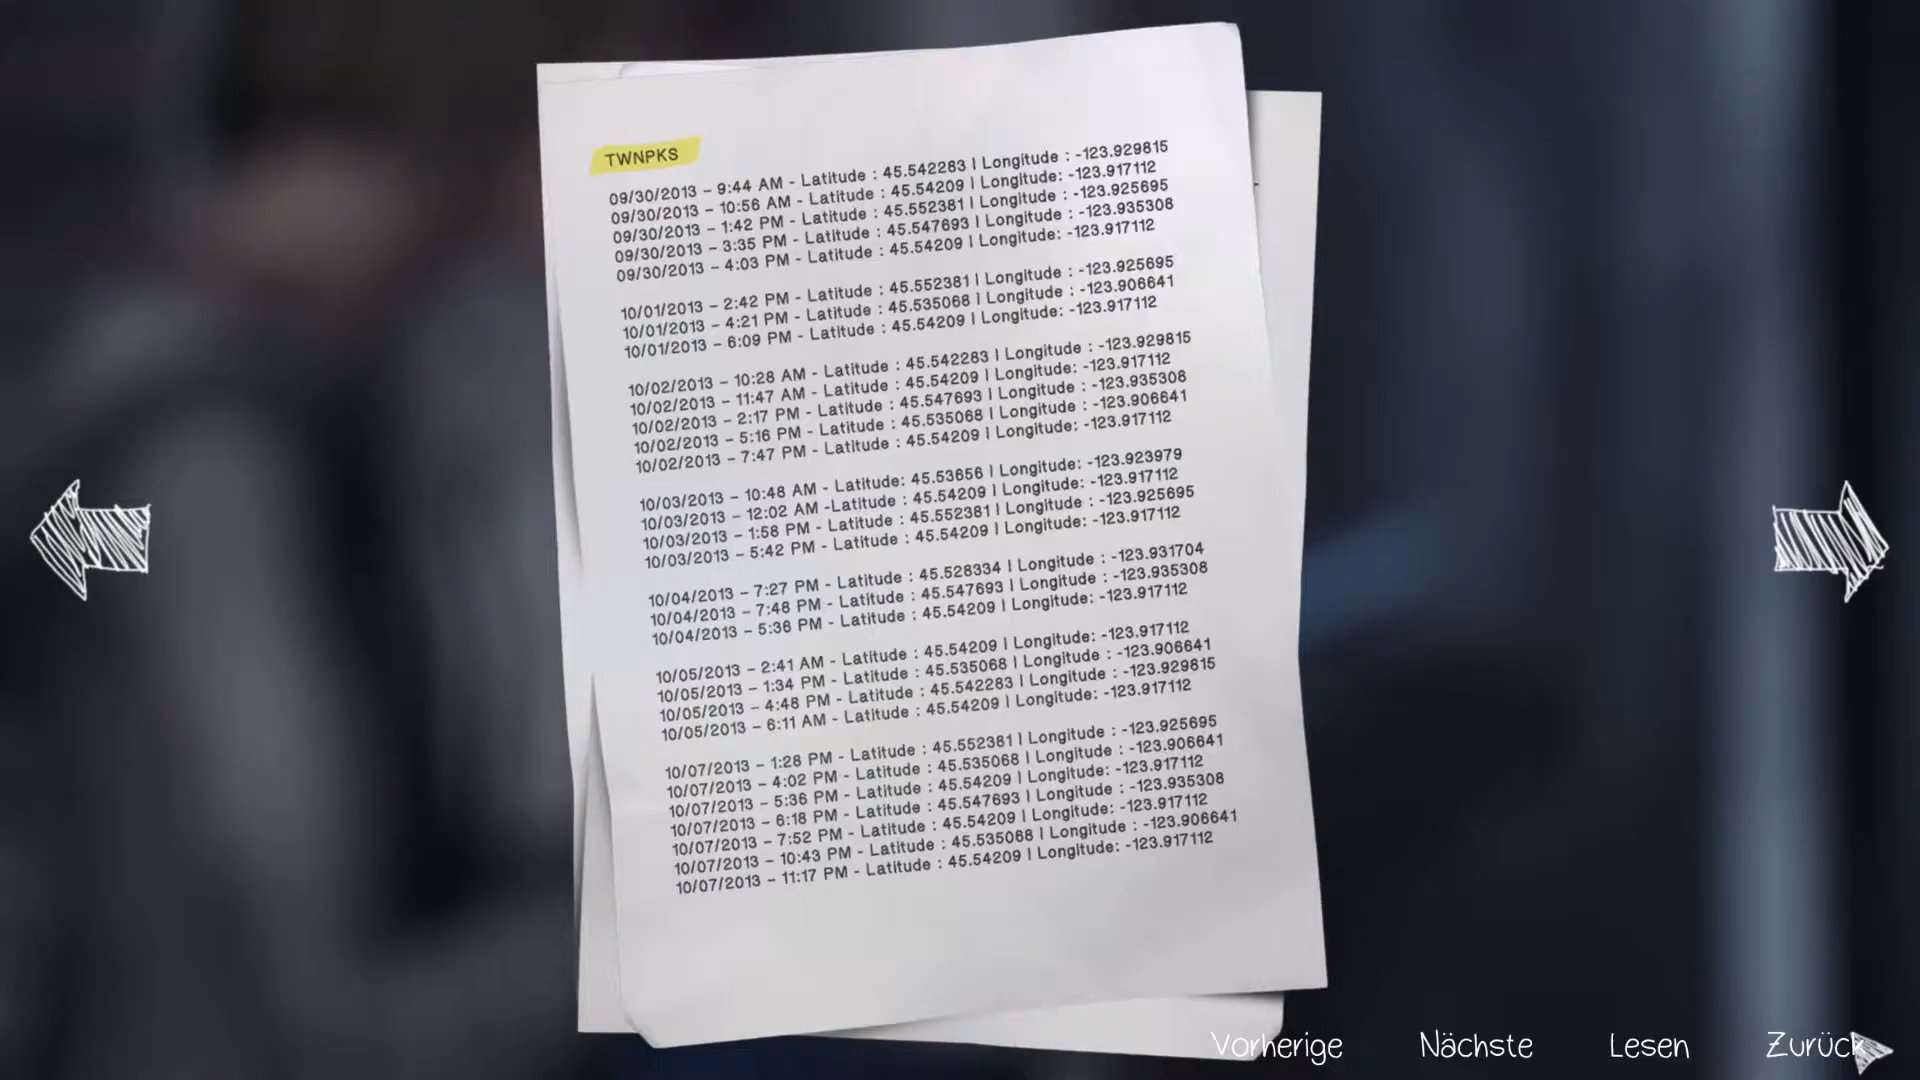 TWNPKS
09/30/2013 – 9:44 AM - Latitude : 45.542283 | Longitude : -123.929815
09/30/2013 – 10:56 AM - Latitude : 45.54209 | Longitude: -123.917112
09/30/2013 – 1:42 PM - Latitude : 45.552381 | Longitude : -123.925695
09/30/2013 – 3:35 PM - Latitude : 45.547693 | Longitude : -123.935308
09/30/2013 – 4:03 PM - Latitude : 45.54209 | Longitude: -123.917112
10/01/2013 – 2:42 PM - Latitude : 45.552381 | Longitude : -123.925695
10/01/2013 – 4:21 PM - Latitude : 45.535068 | Longitude : -123.906641
10/01/2013 – 6:09 PM - Latitude : 45.54209 | Longitude: -123.917112
10/02/2013 – 10:28 AM - Latitude : 45.542283 | Longitude : -123.929815
10/02/2013 – 11:47 AM - Latitude : 45.54209 | Longitude: -123.917112
10/02/2013 – 2:17 PM - Latitude : 45.547693 | Longitude : -123.935308
10/02/2013 – 5:16 PM - Latitude : 45.535068 | Longitude : -123.906641
10/02/2013 – 7:47 PM - Latitude : 45.54209 | Longitude: -123.917112
10/03/2013 – 10:48 AM - Latitude: 45.53656 | Longitude: -123.923979
10/03/2013 – 12:02 AM -Latitude : 45.54209 | Longitude: -123.917112
10/03/2013 – 1:58 PM - Latitude : 45.552381 | Longitude : -123.925695
10/03/2013 – 5:42 PM - Latitude : 45.54209 | Longitude: -123.917112
10/04/2013 – 7:27 PM - Latitude : 45.528334 | Longitude : -123.931704
10/04/2013 – 7:48 PM - Latitude : 45.547693 | Longitude : -123.935308
10/04/2013 – 5:36 PM - Latitude : 45.54209 | Longitude: -123.917112
10/05/2013 – 2:41 AM - Latitude : 45.54209 | Longitude: -123.917112
10/05/2013 – 1:34 PM - Latitude : 45.535068 | Longitude : -123.906641
10/05/2013 – 4:48 PM - Latitude : 45.542283 | Longitude : -123.929815
10/05/2013 – 6:11 AM - Latitude : 45.54209 | Longitude: -123.917112
10/07/2013 – 1:28 PM - Latitude : 45.552381 | Longitude : -123.925695
10/07/2013 – 4:02 PM - Latitude : 45.535068 | Longitude : -123.906641
10/07/2013 – 5:36 PM - Latitude : 45.54209 | Longitude: -123.917112
10/07/2013 – 6:18 PM - Latitude : 45.547693 | Longitude : -123.935308
10/07/2013 – 7:52 PM - Latitude : 45.54209 | Longitude: -123.917112
10/07/2013 – 10:43 PM - Latitude : 45.535068 | Longitude : -123.906641
10/07/2013 – 11:17 PM - Latitude : 45.54209 | Longitude: -123.917112
Vorherige Nächste Lesen Zurück